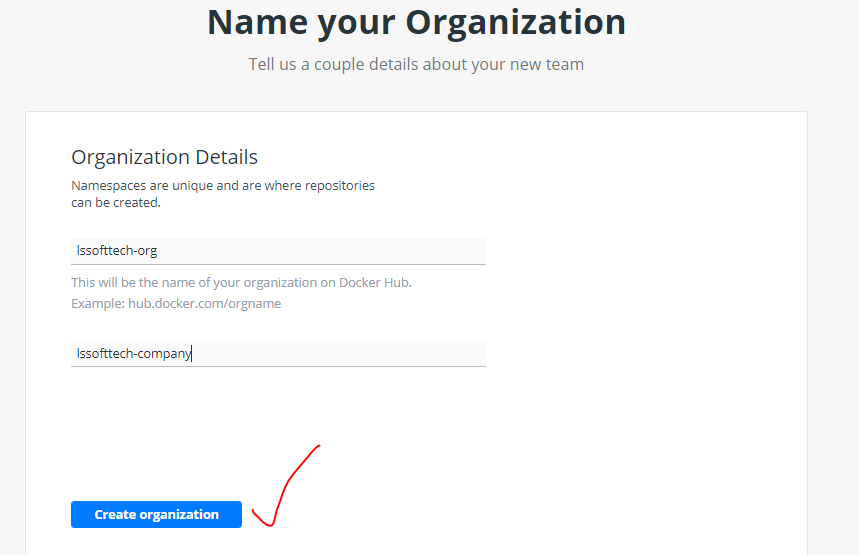 Name your Organization
Tell us a couple details about your new team
Organization Details
Namespaces are unique and are where repositories
can be created.
lssofttech-org
This will be the name of your organization on Docker Hub.
Example: hub.docker.com/orgname
lssofttech-company
Create organization